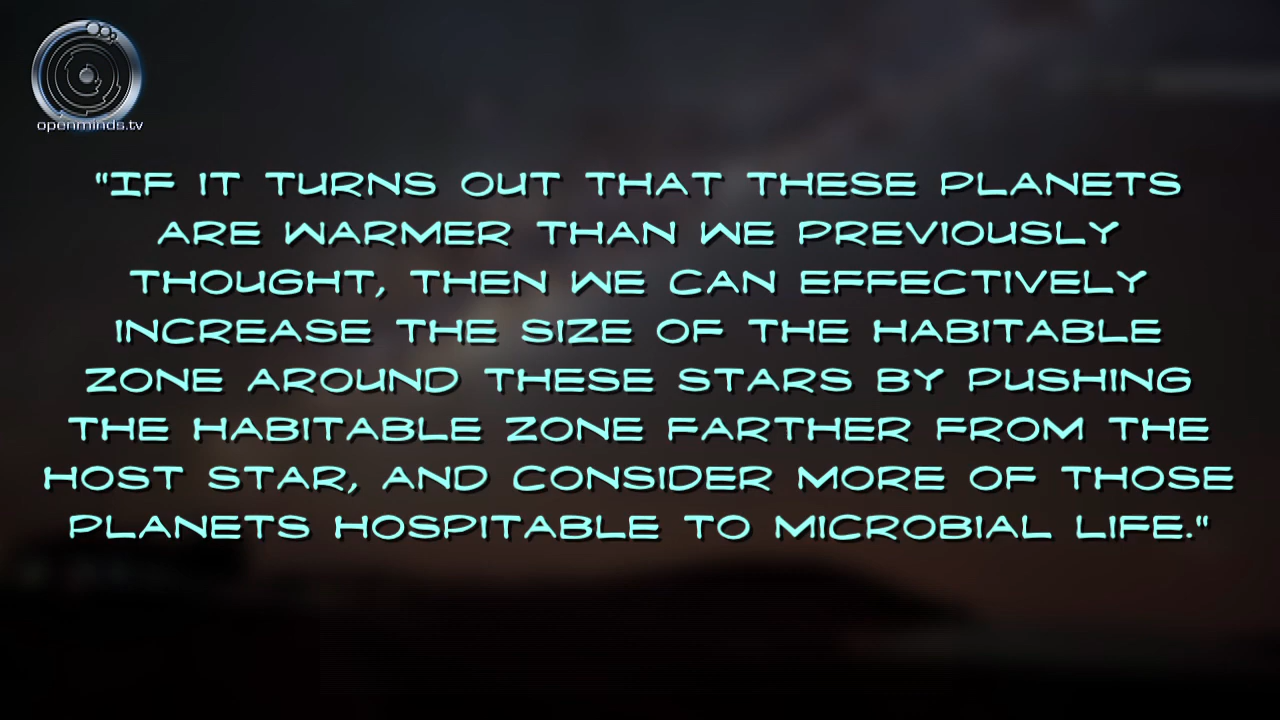 openminds.tv
"IF IT TURNS OUT THAT THESE PLANETS
ARE WARMER THAN WE PREVIOUSLY
THOUGHT, THEN WE CAN EFFECTIVELY
INCREASE THE SIZE OF THE HABITABLE
ZONE AROUND THESE STARS BY PUSHING
THE HABITABLE ZONE FARTHER FROM THE
HOST STAR, AND CONSIDER MORE OF THOSE
PLANETS HOSPITABLE TO MICROBIAL LIFE."